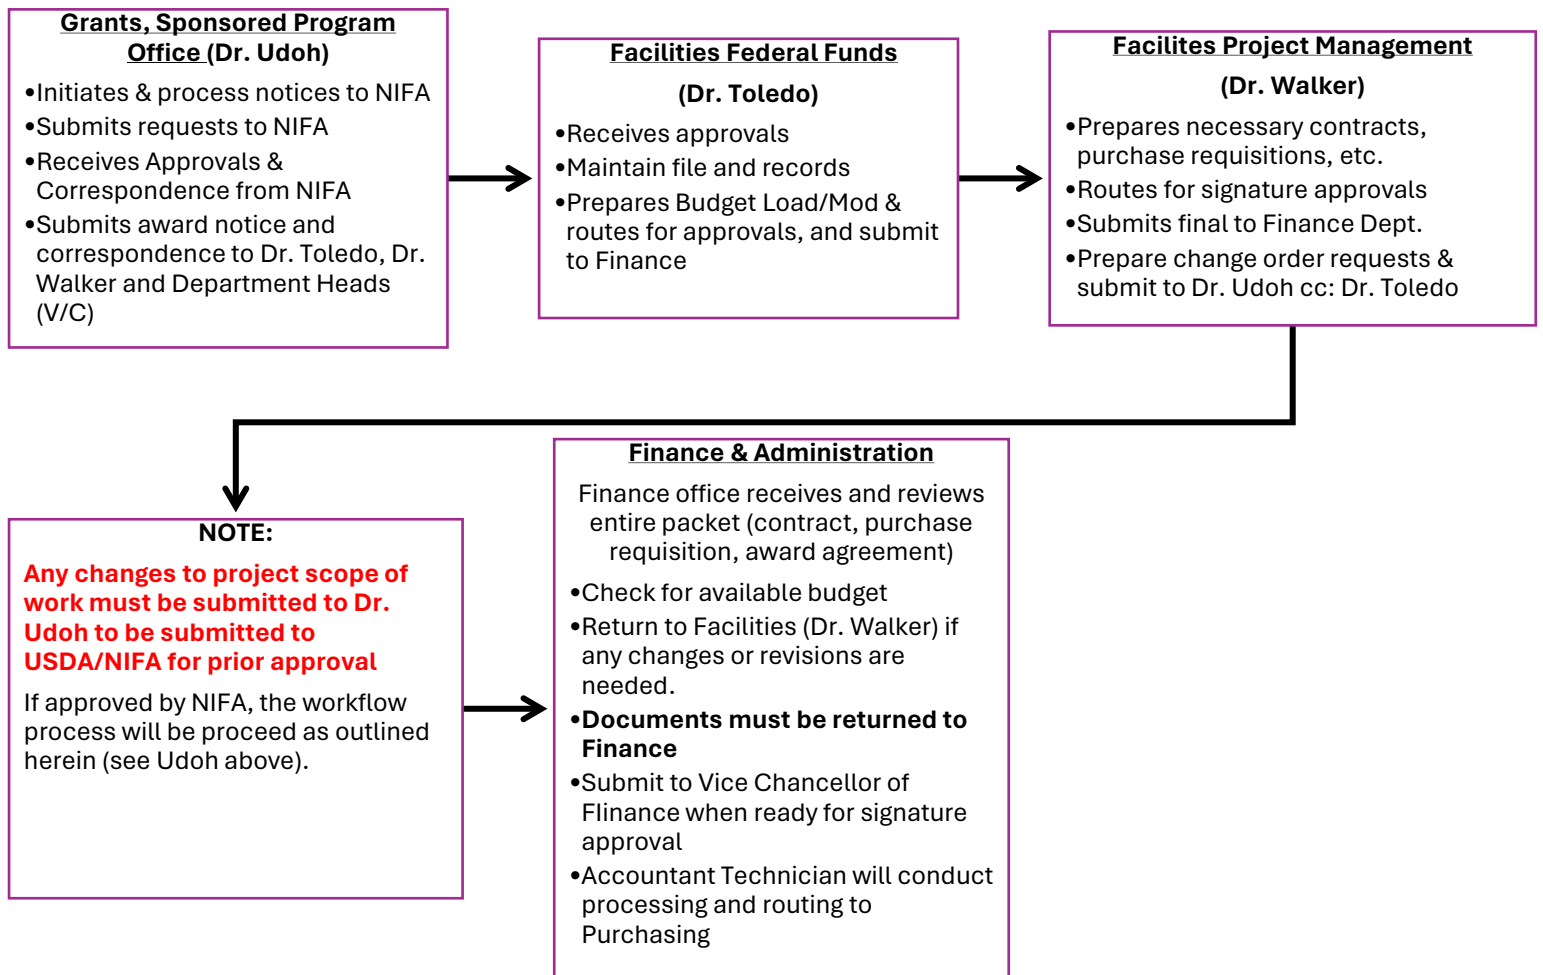 Grants, Sponsored Program
Office (Dr. Udoh)
•Initiates & process notices to NIFA
•Submits requests to NIFA
•Receives Approvals &
Correspondence from NIFA
•Submits award notice and
correspondence to Dr. Toledo, Dr.
Walker and Department Heads
(V/C)
Facilities Federal Funds
(Dr. Toledo)
•Receives approvals
•Maintain file and records
•Prepares Budget Load/Mod &
routes for approvals, and submit
to Finance
Facilites Project Management
(Dr. Walker)
•Prepares necessary contracts,
purchase requisitions, etc.
•Routes for signature approvals
•Submits final to Finance Dept.
•Prepare change order requests &
submit to Dr. Udoh cc: Dr. Toledo
NOTE:
Any changes to project scope of
work must be submitted to Dr.
Udoh to be submitted to
USDA/NIFA for prior approval
If approved by NIFA, the workflow
process will be proceed as outlined
herein (see Udoh above).
Finance & Administration
Finance office receives and reviews
entire packet (contract, purchase
requisition, award agreement)
•Check for available budget
•Return to Facilities (Dr. Walker) if
any changes or revisions are
needed.
•Documents must be returned to
Finance
•Submit to Vice Chancellor of
FIinance when ready for signature
approval
•Accountant Technician will conduct
processing and routing to
Purchasing